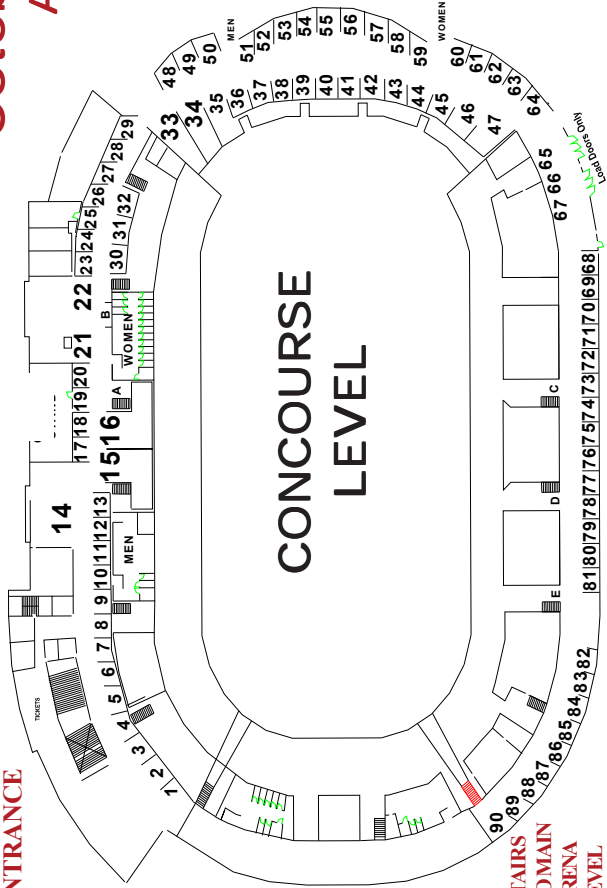 ENTRANCE
TICKETS
MEN
WOMEN
1 2 3 4 5 6 7 8 9 10 11 12 13
14
15 16
17 18 19 20
21 22
23 24 25 26 27 28 29
30 31 32
33 34 35 36 37 38 39 40 41 42 43 44 45 46 47
48 49 50
MEN
51 52 53 54 55 56 57 58 59
WOMEN
60 61 62 63 64
Load Doors Only
65 66 67
68 69 70 71 72 73 74 75 76 77 78 79 80 81
82 83 84 85 86 87 88 89 90
A
B
C
D
E
CONCOURSE
LEVEL